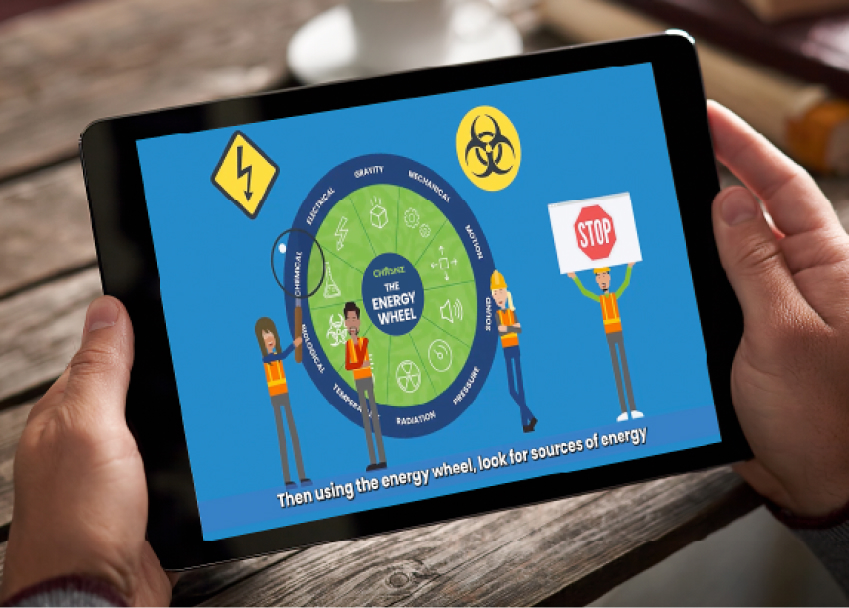 GRAVITY
MECHANICAL
MOTION
SOUND
PRESSURE
RADIATION
BIOLOGICAL
CHEMICAL
ELECTRICAL
THE
ENERGY
WHEEL
STOP
Then using the energy wheel, look for sources of energy